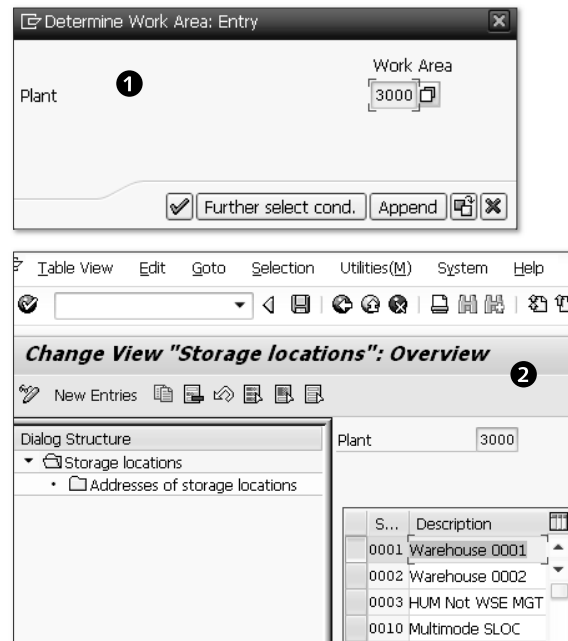 Determine Work Area: Entry
Work Area
Plant 1 3000
Further select cond. Append
Table View Edit Goto Selection Utilities(M) System Help
Change View "Storage locations": Overview
2
New Entries
Dialog Structure
Plant 3000
Storage locations
Addresses of storage locations
S... Description
0001 Warehouse 0001
0002 Warehouse 0002
0003 HUM Not WSE MGT
0010 Multimode SLOC